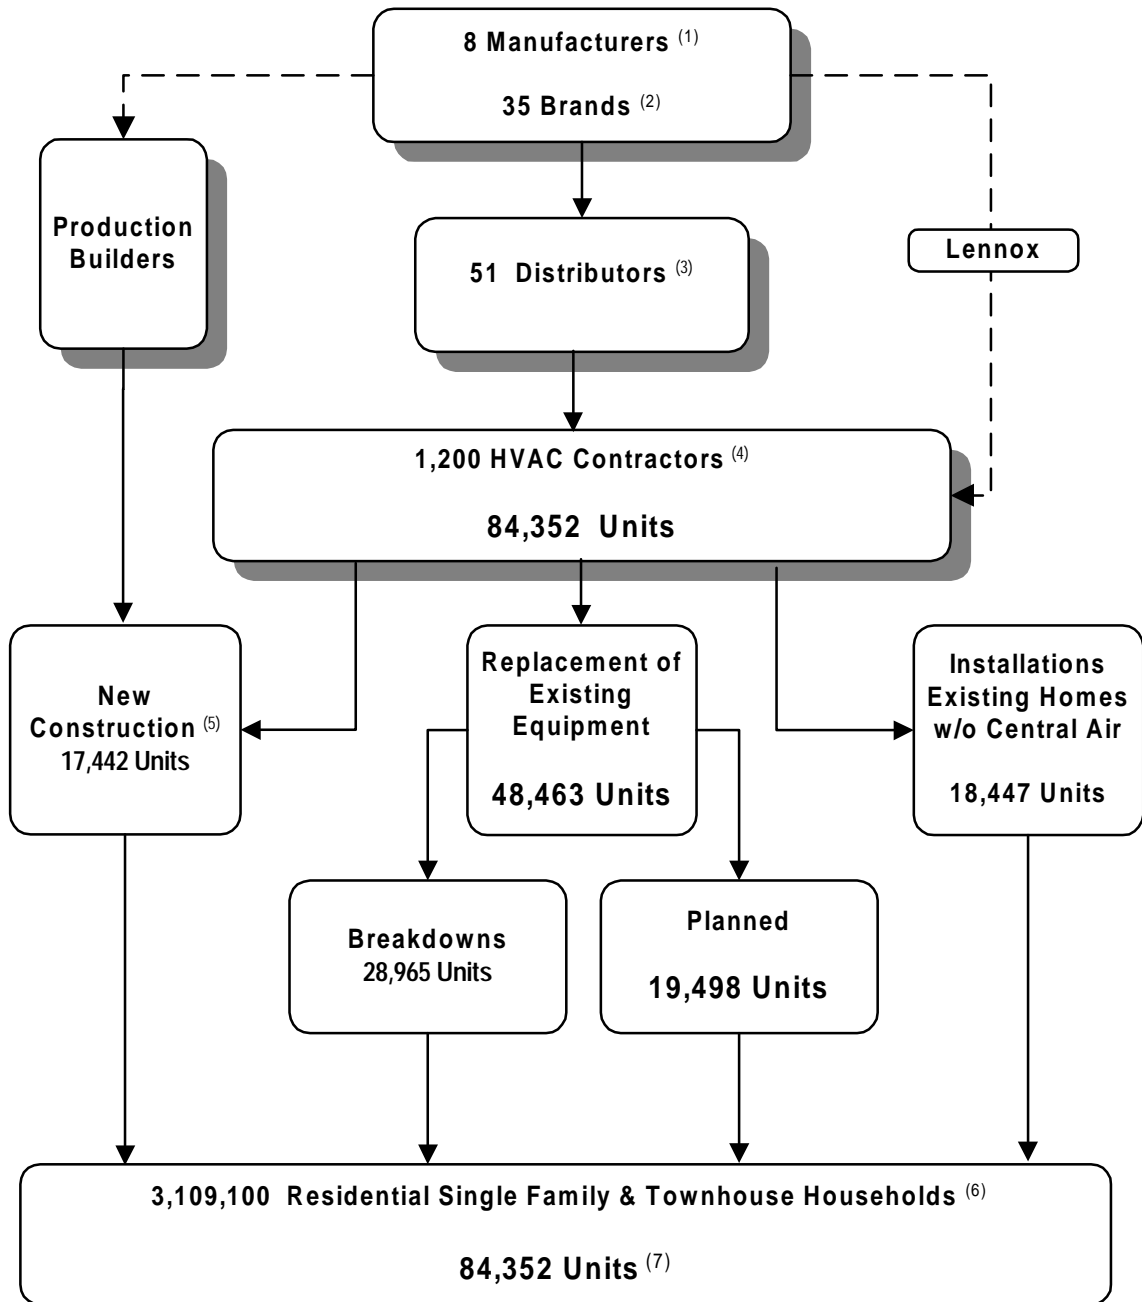 8 Manufacturers (1)
35 Brands (2)
Production
Builders
51 Distributors (3)
Lennox
1,200 HVAC Contractors (4)
84,352 Units
New
Construction (5)
17,442 Units
Replacement of
Existing
Equipment
48,463 Units
Installations
Existing Homes
w/o Central Air
18,447 Units
Breakdowns
28,965 Units
Planned
19,498 Units
3,109,100 Residential Single Family & Townhouse Households (6)
84,352 Units (7)